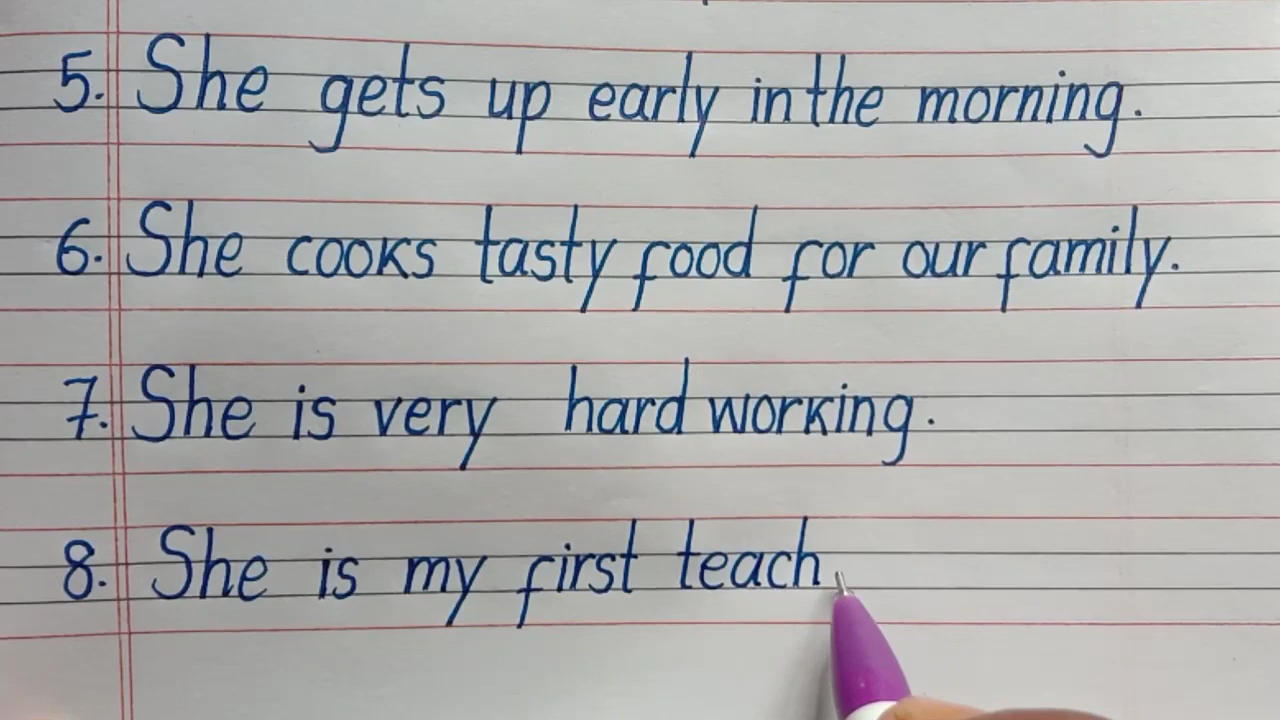 5. She gets up early in the morning.
6. She cooks tasty food for our family.
7. She is very hard working.
8. She is my first teach